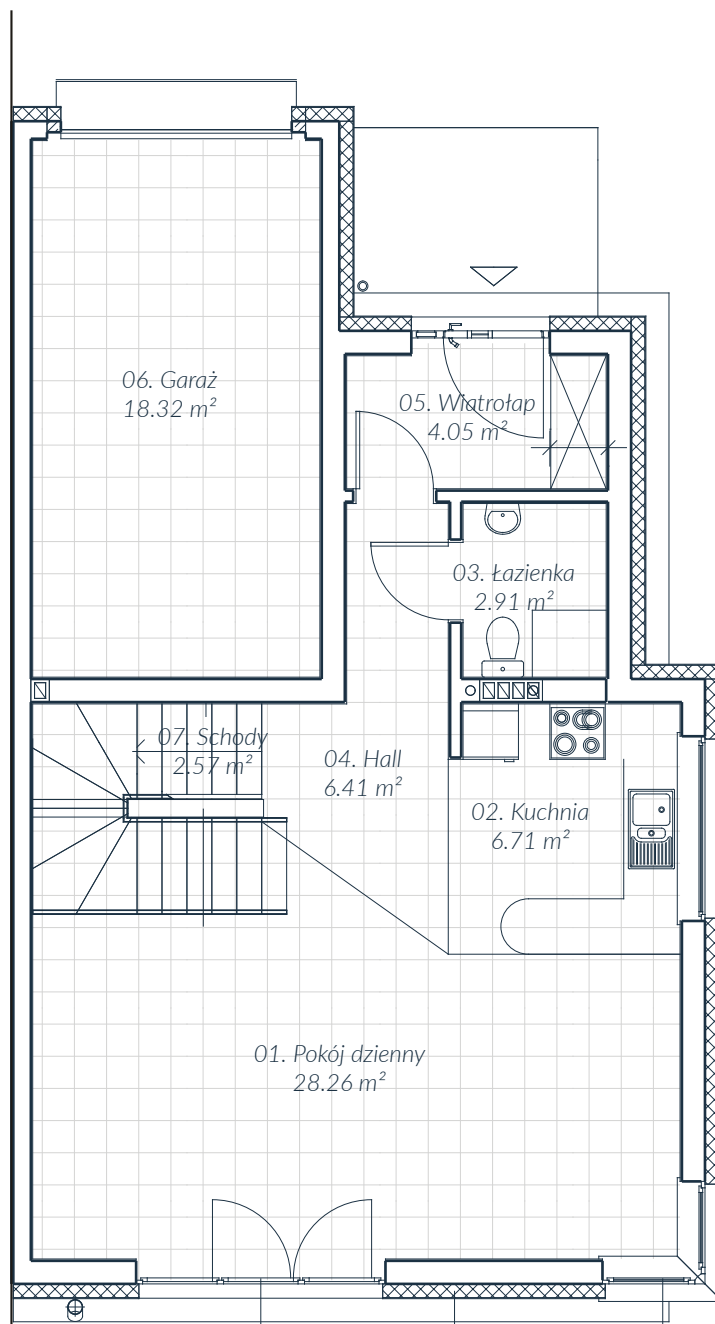 06. Garaż
18.32 m²
05. Wiatrołap
4.05 m²
03. Łazienka
2.91 m²
07. Schody
2.57 m²
04. Hall
6.41 m²
02. Kuchnia
6.71 m²
01. Pokój dzienny
28.26 m²